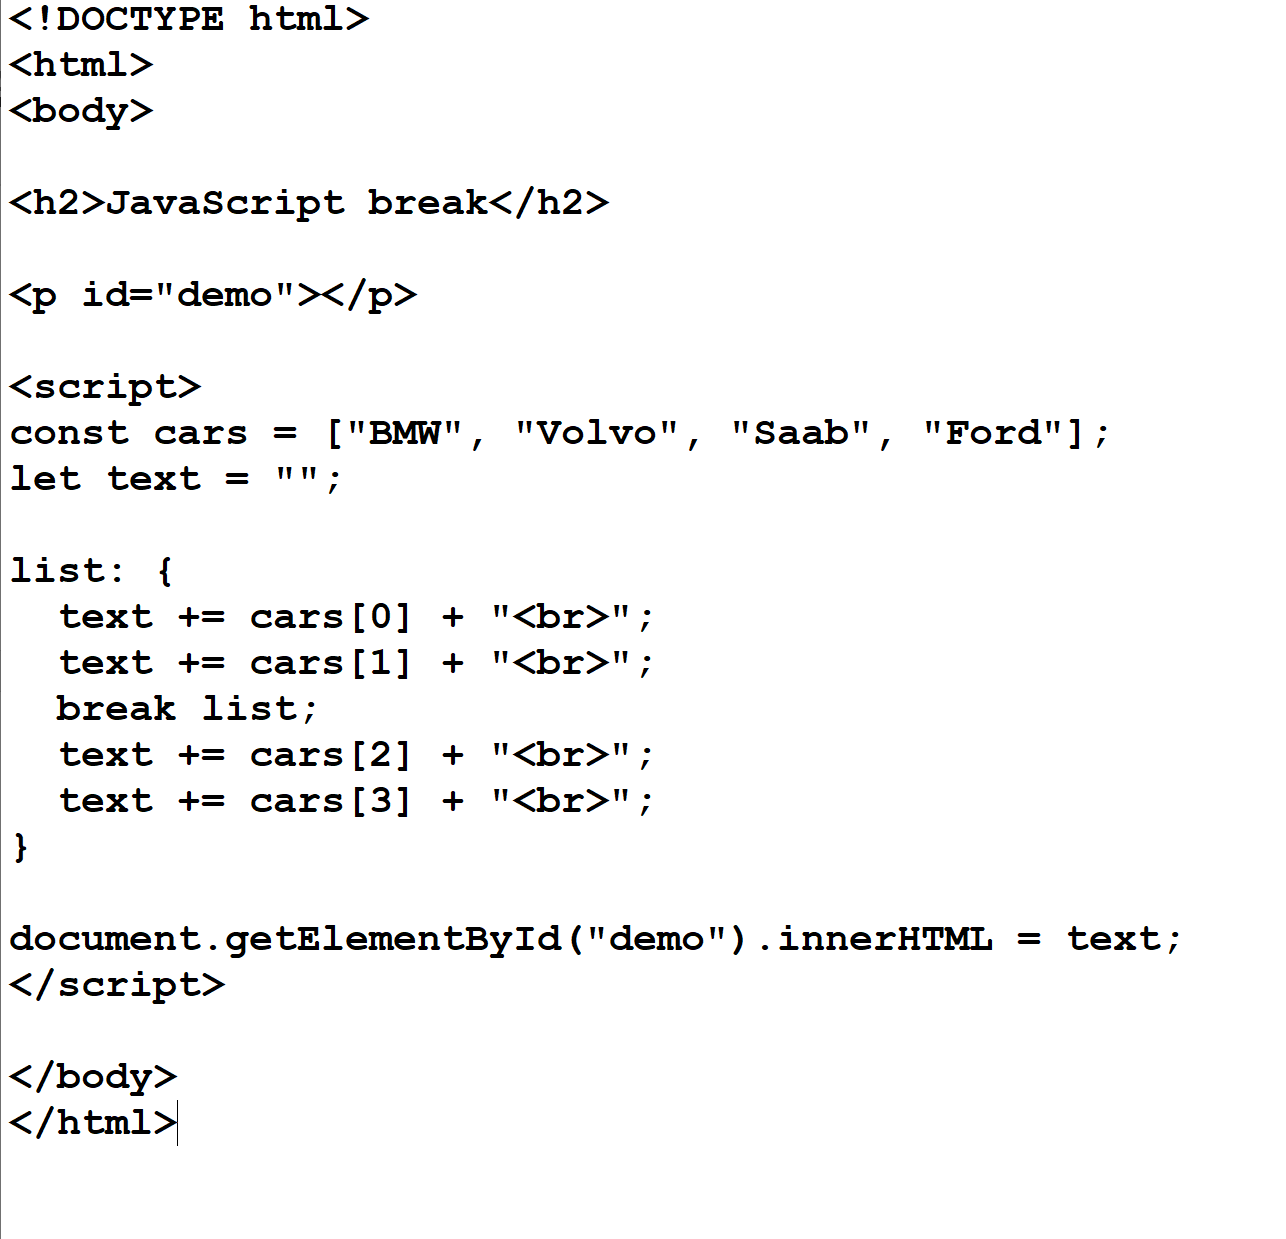 <!DOCTYPE html>
<html>
<body>

<h2>JavaScript break</h2>

<p id="demo"></p>

<script>
const cars = ["BMW", "Volvo", "Saab", "Ford"];
let text = "";

list: {
  text += cars[0] + "<br>";
  text += cars[1] + "<br>";
  break list;
  text += cars[2] + "<br>";
  text += cars[3] + "<br>";
}

document.getElementById("demo").innerHTML = text;
</script>

</body>
</html>